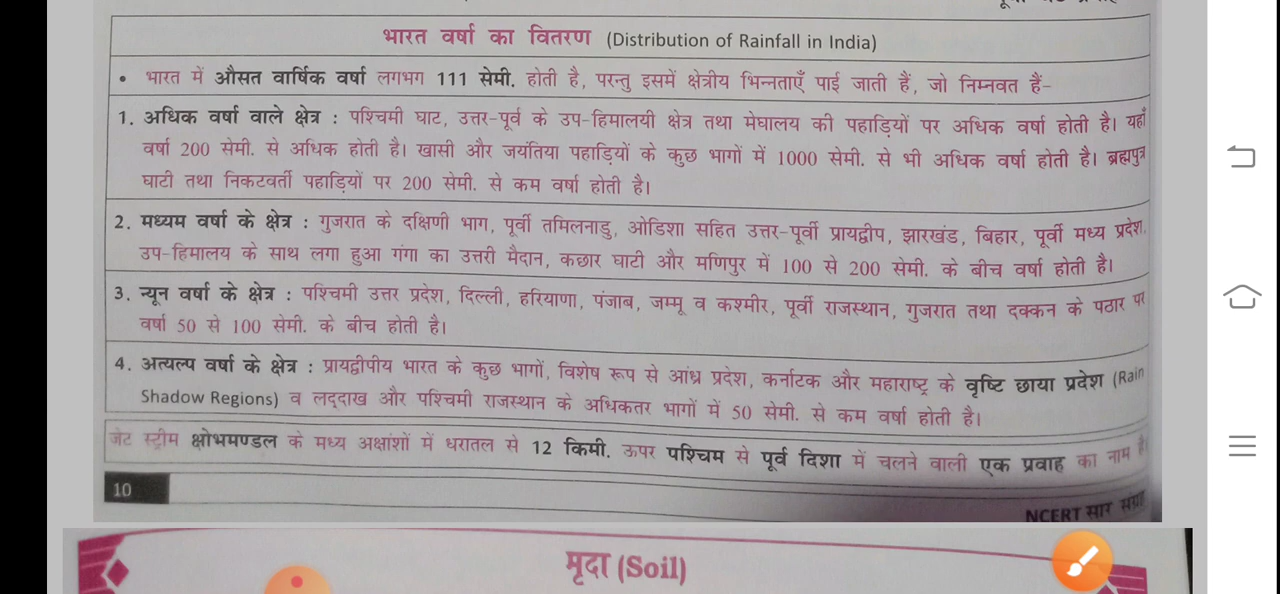 भारत वर्षा का वितरण (Distribution of Rainfall in India)
• भारत में औसत वार्षिक वर्षा लगभग 111 सेमी. होती है, परन्तु इसमें क्षेत्रीय भिन्नताएँ पाई जाती हैं, जो निम्नवत हैं-
1. अधिक वर्षा वाले क्षेत्र : पश्चिमी घाट, उत्तर-पूर्व के उप-हिमालयी क्षेत्र तथा मेघालय की पहाड़ियों पर अधिक वर्षा होती है। यहाँ
वर्षा 200 सेमी. से अधिक होती है। खासी और जयंतिया पहाड़ियों के कुछ भागों में 1000 सेमी. से भी अधिक वर्षा होती है। ब्रह्मपुत्र
घाटी तथा निकटवर्ती पहाड़ियों पर 200 सेमी. से कम वर्षा होती है।
2. मध्यम वर्षा के क्षेत्र : गुजरात के दक्षिणी भाग, पूर्वी तमिलनाडु, ओडिशा सहित उत्तर-पूर्वी प्रायद्वीप, झारखंड, बिहार, पूर्वी मध्य प्रदेश,
उप-हिमालय के साथ लगा हुआ गंगा का उत्तरी मैदान, कछार घाटी और मणिपुर में 100 से 200 सेमी. के बीच वर्षा होती है।
3. न्यून वर्षा के क्षेत्र : पश्चिमी उत्तर प्रदेश, दिल्ली, हरियाणा, पंजाब, जम्मू व कश्मीर, पूर्वी राजस्थान, गुजरात तथा दक्कन के पठार पर
वर्षा 50 से 100 सेमी. के बीच होती है।
4. अत्यल्प वर्षा के क्षेत्र : प्रायद्वीपीय भारत के कुछ भागों, विशेष रूप से आंध्र प्रदेश, कर्नाटक और महाराष्ट्र के वृष्टि छाया प्रदेश (Rain
Shadow Regions) व लद्दाख और पश्चिमी राजस्थान के अधिकतर भागों में 50 सेमी. से कम वर्षा होती है।
जेट स्ट्रीम क्षोभमण्डल के मध्य अक्षांशों में धरातल से 12 किमी. ऊपर पश्चिम से पूर्व दिशा में चलने वाली एक प्रवाह का नाम है।
10
NCERT सार संग्रह
मृदा (Soil)